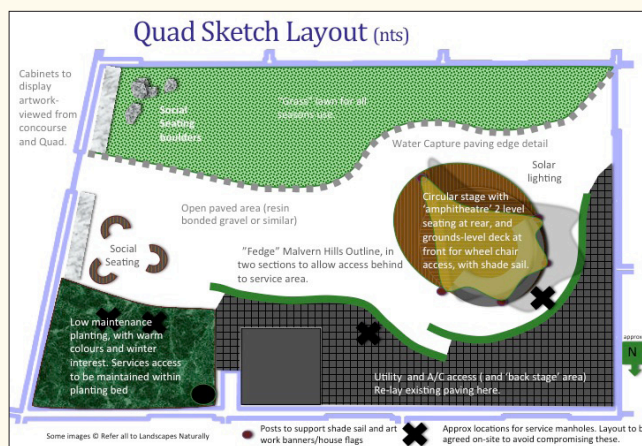 Quad Sketch Layout (nts)
Cabinets to
display
artwork-
viewed from
concourse
and Quad.
Social
Seating
boulders
"Grass" lawn for all
seasons use.
Water Capture paving edge detail
Solar
lighting
Open paved area (resin
bonded gravel or similar)
Circular stage with
'amphitheatre' 2 level
seating at rear, and
grounds-level deck at
front for wheel chair
access, with shade sail.
Social
Seating
"Fedge" Malvern Hills Outline, in
two sections to allow access behind
to service area.
Low maintenance
planting, with warm
colours and winter
interest. Services access
to be maintained within
planting bed
Utility and A/C access ( and 'back stage' area)
Re-lay existing paving here.
approx
N
Some images © Refer all to Landscapes Naturally
Posts to support shade sail and art
work banners/house flags
Approx locations for service manholes. Layout to b
agreed on-site to avoid compromising these.